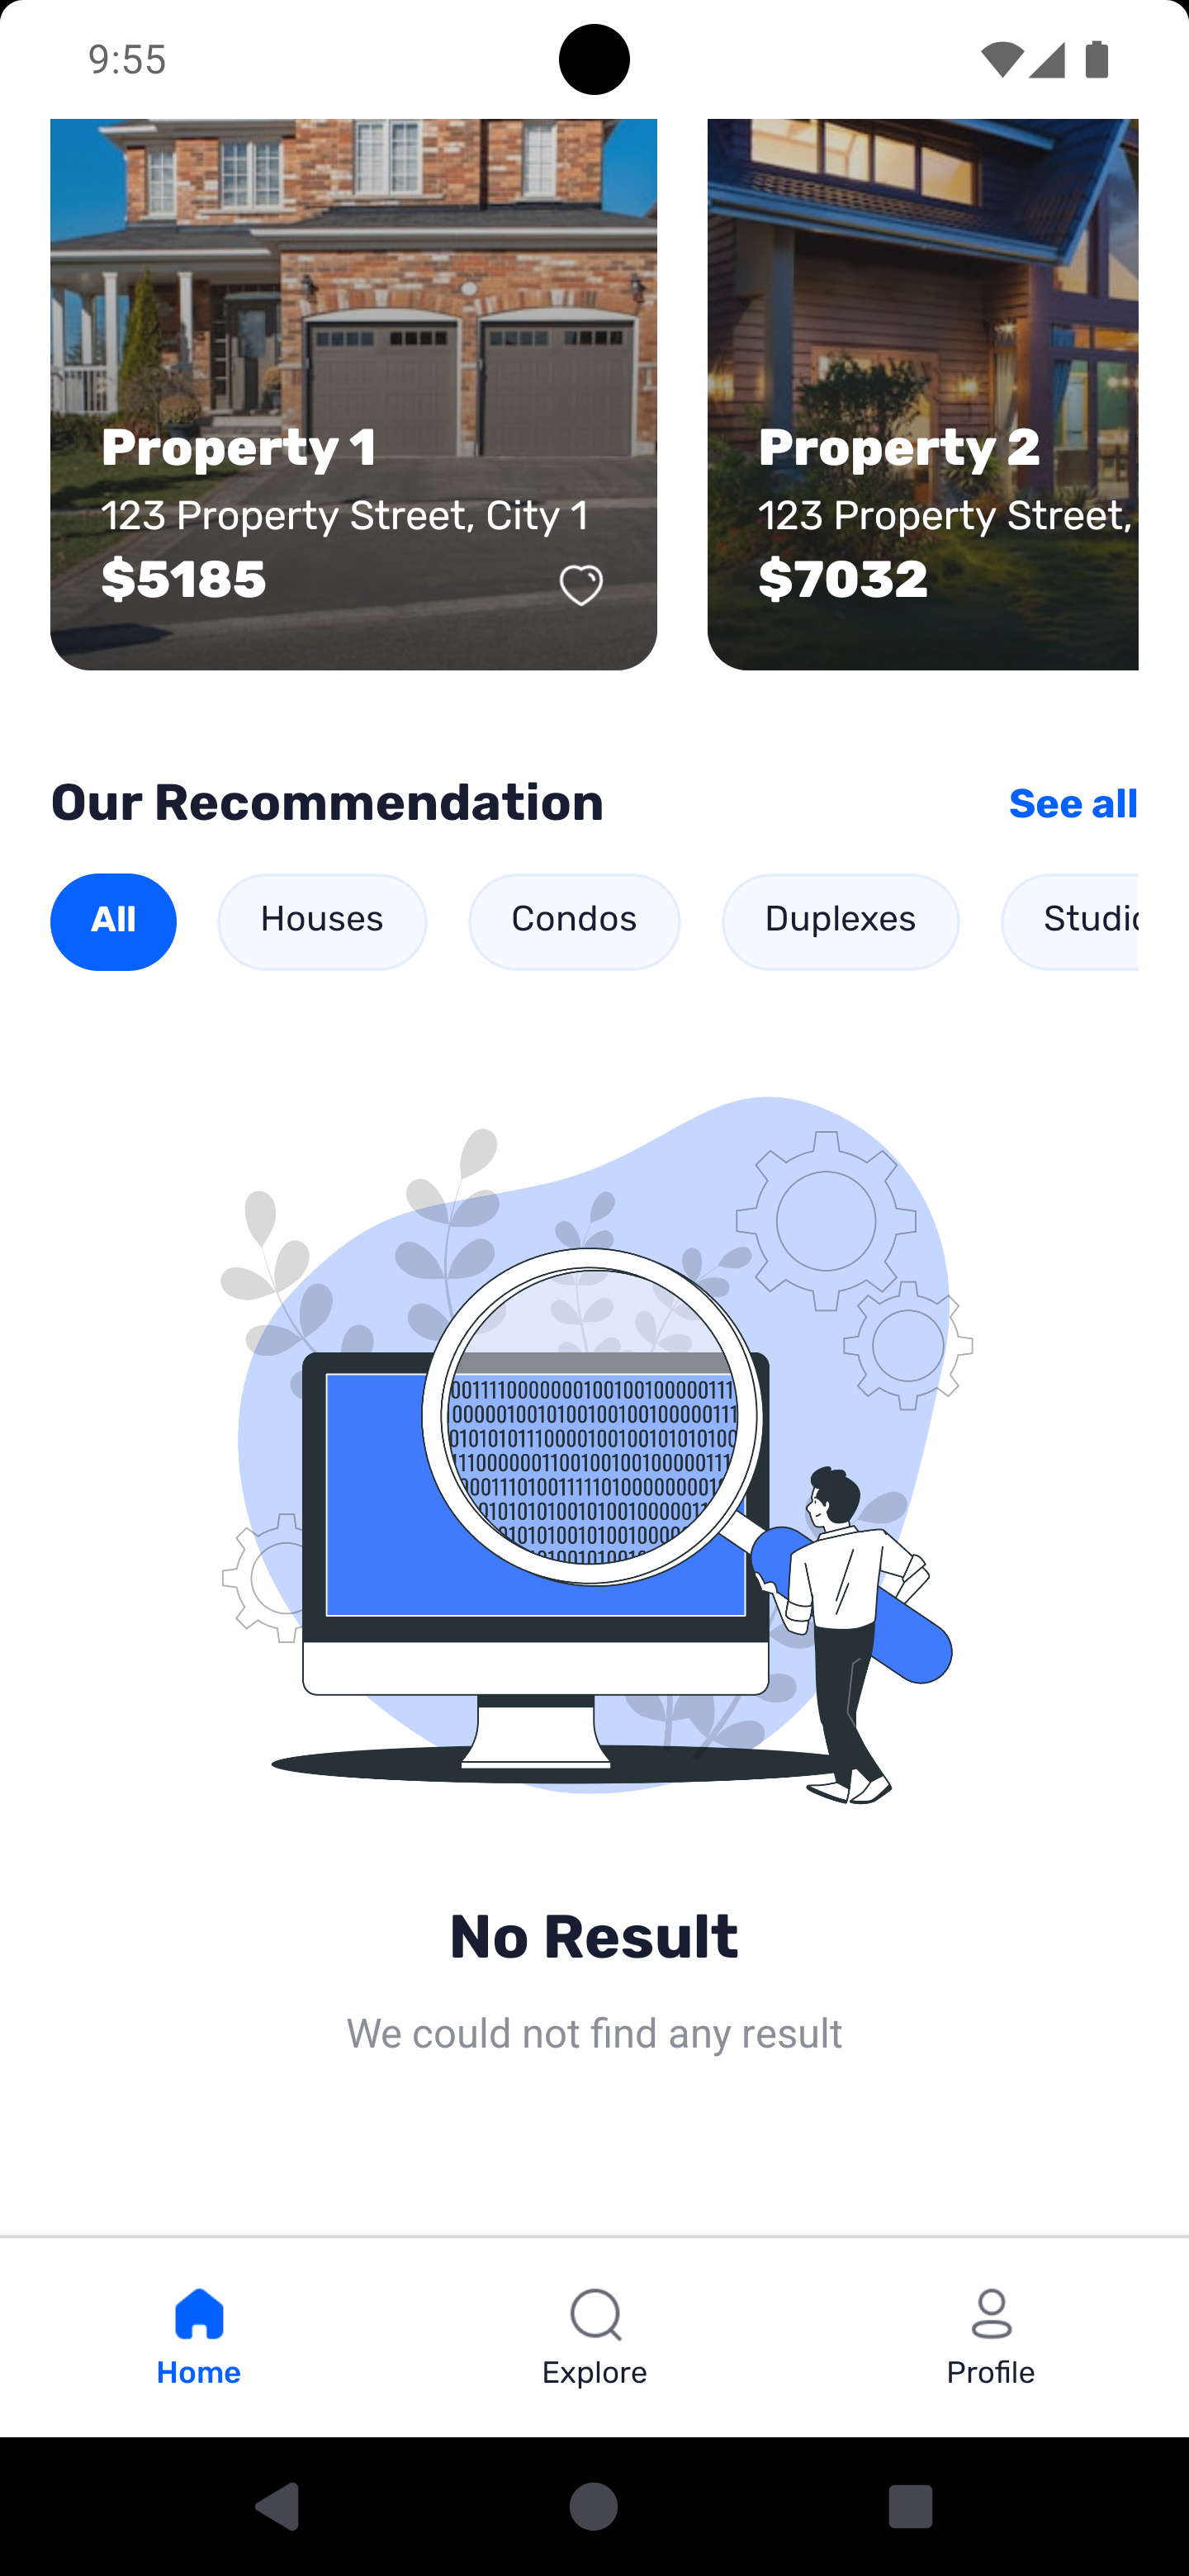 9:55
Property 1
123 Property Street, City 1
$5185
Property 2
123 Property Street,
$7032
Our Recommendation
See all
All
Houses
Condos
Duplexes
No Result
We could not find any result
Home
Explore
Profile